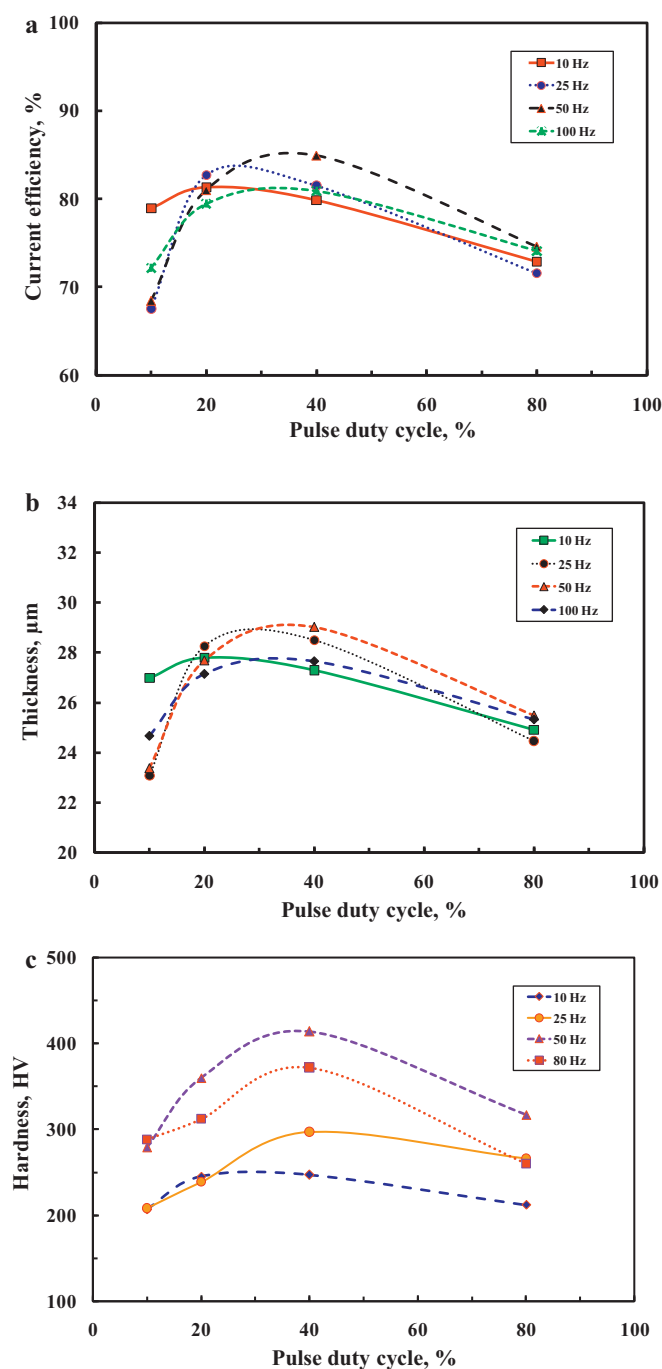 a
100
90
80
70
60
Current efficiency, %
10 Hz
25 Hz
50 Hz
100 Hz
0 20 40 60 80 100
Pulse duty cycle, %
b
34
32
30
28
26
24
22
20
Thickness, μm
10 Hz
25 Hz
50 Hz
100 Hz
0 20 40 60 80 100
Pulse duty cycle, %
c
500
400
300
200
100
Hardness, HV
10 Hz
25 Hz
50 Hz
80 Hz
0 20 40 60 80 100
Pulse duty cycle, %